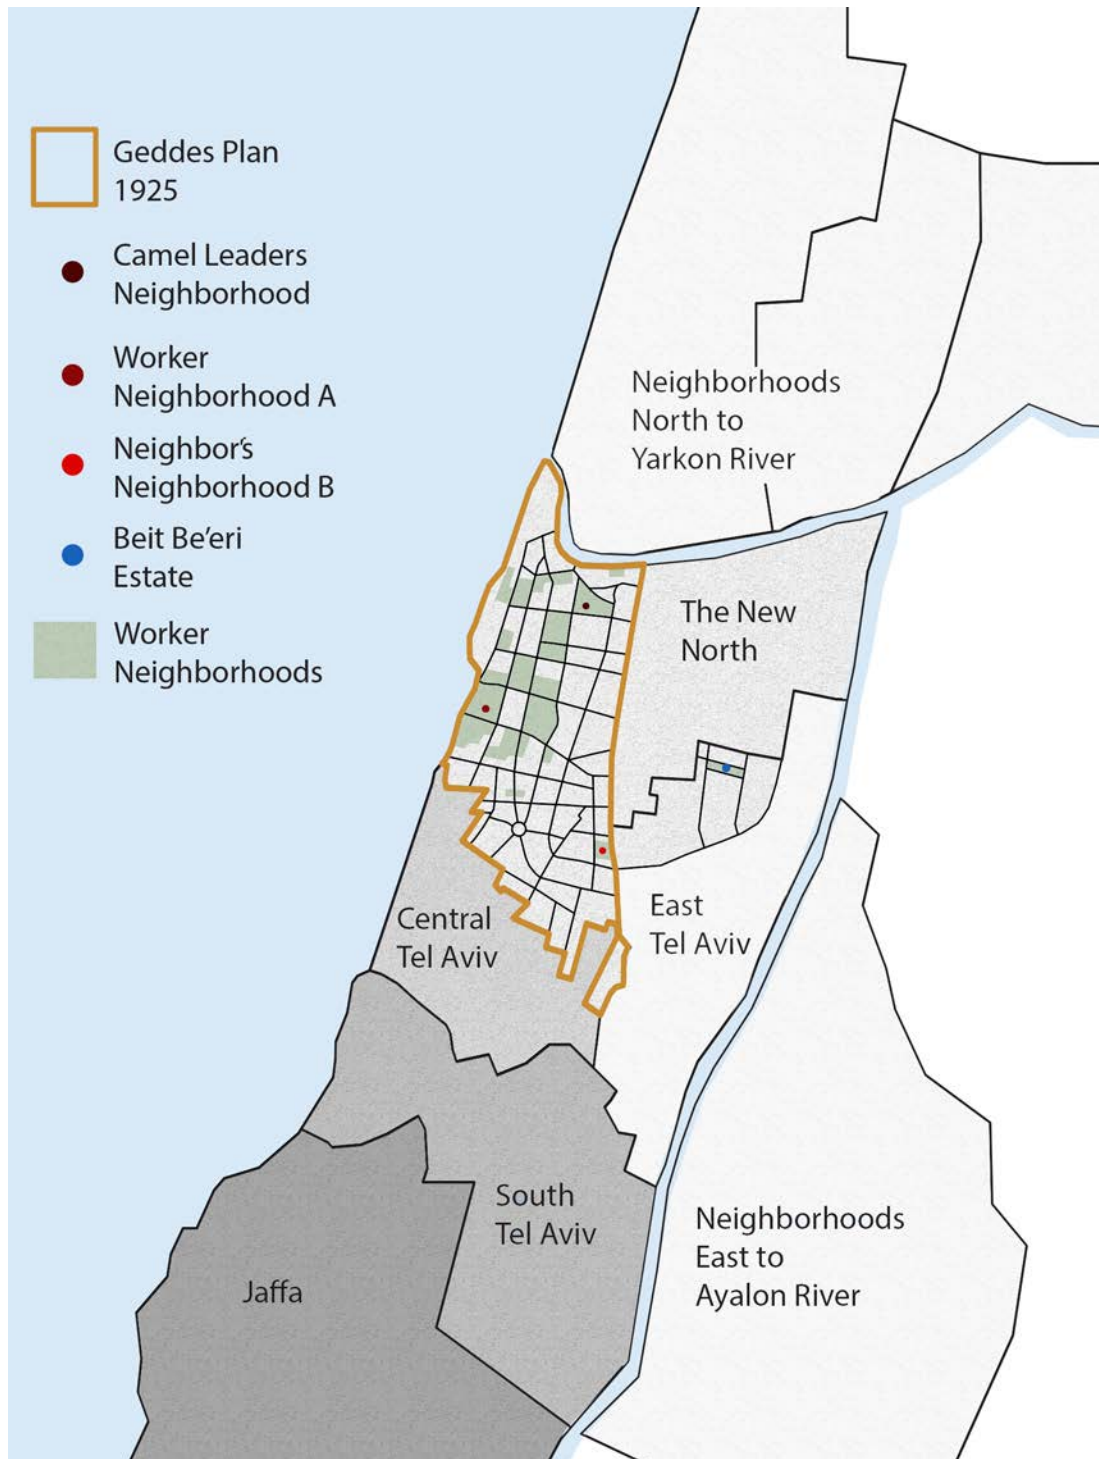 Geddes Plan
1925
Camel Leaders
Neighborhood
Worker
Neighborhood A
Neighbor's
Neighborhood B
Beit Be'eri
Estate
Worker
Neighborhoods
Neighborhoods
North to
Yarkon River
The New
North
East
Tel Aviv
Central
Tel Aviv
South
Tel Aviv
Jaffa
Neighborhoods
East to
Ayalon River